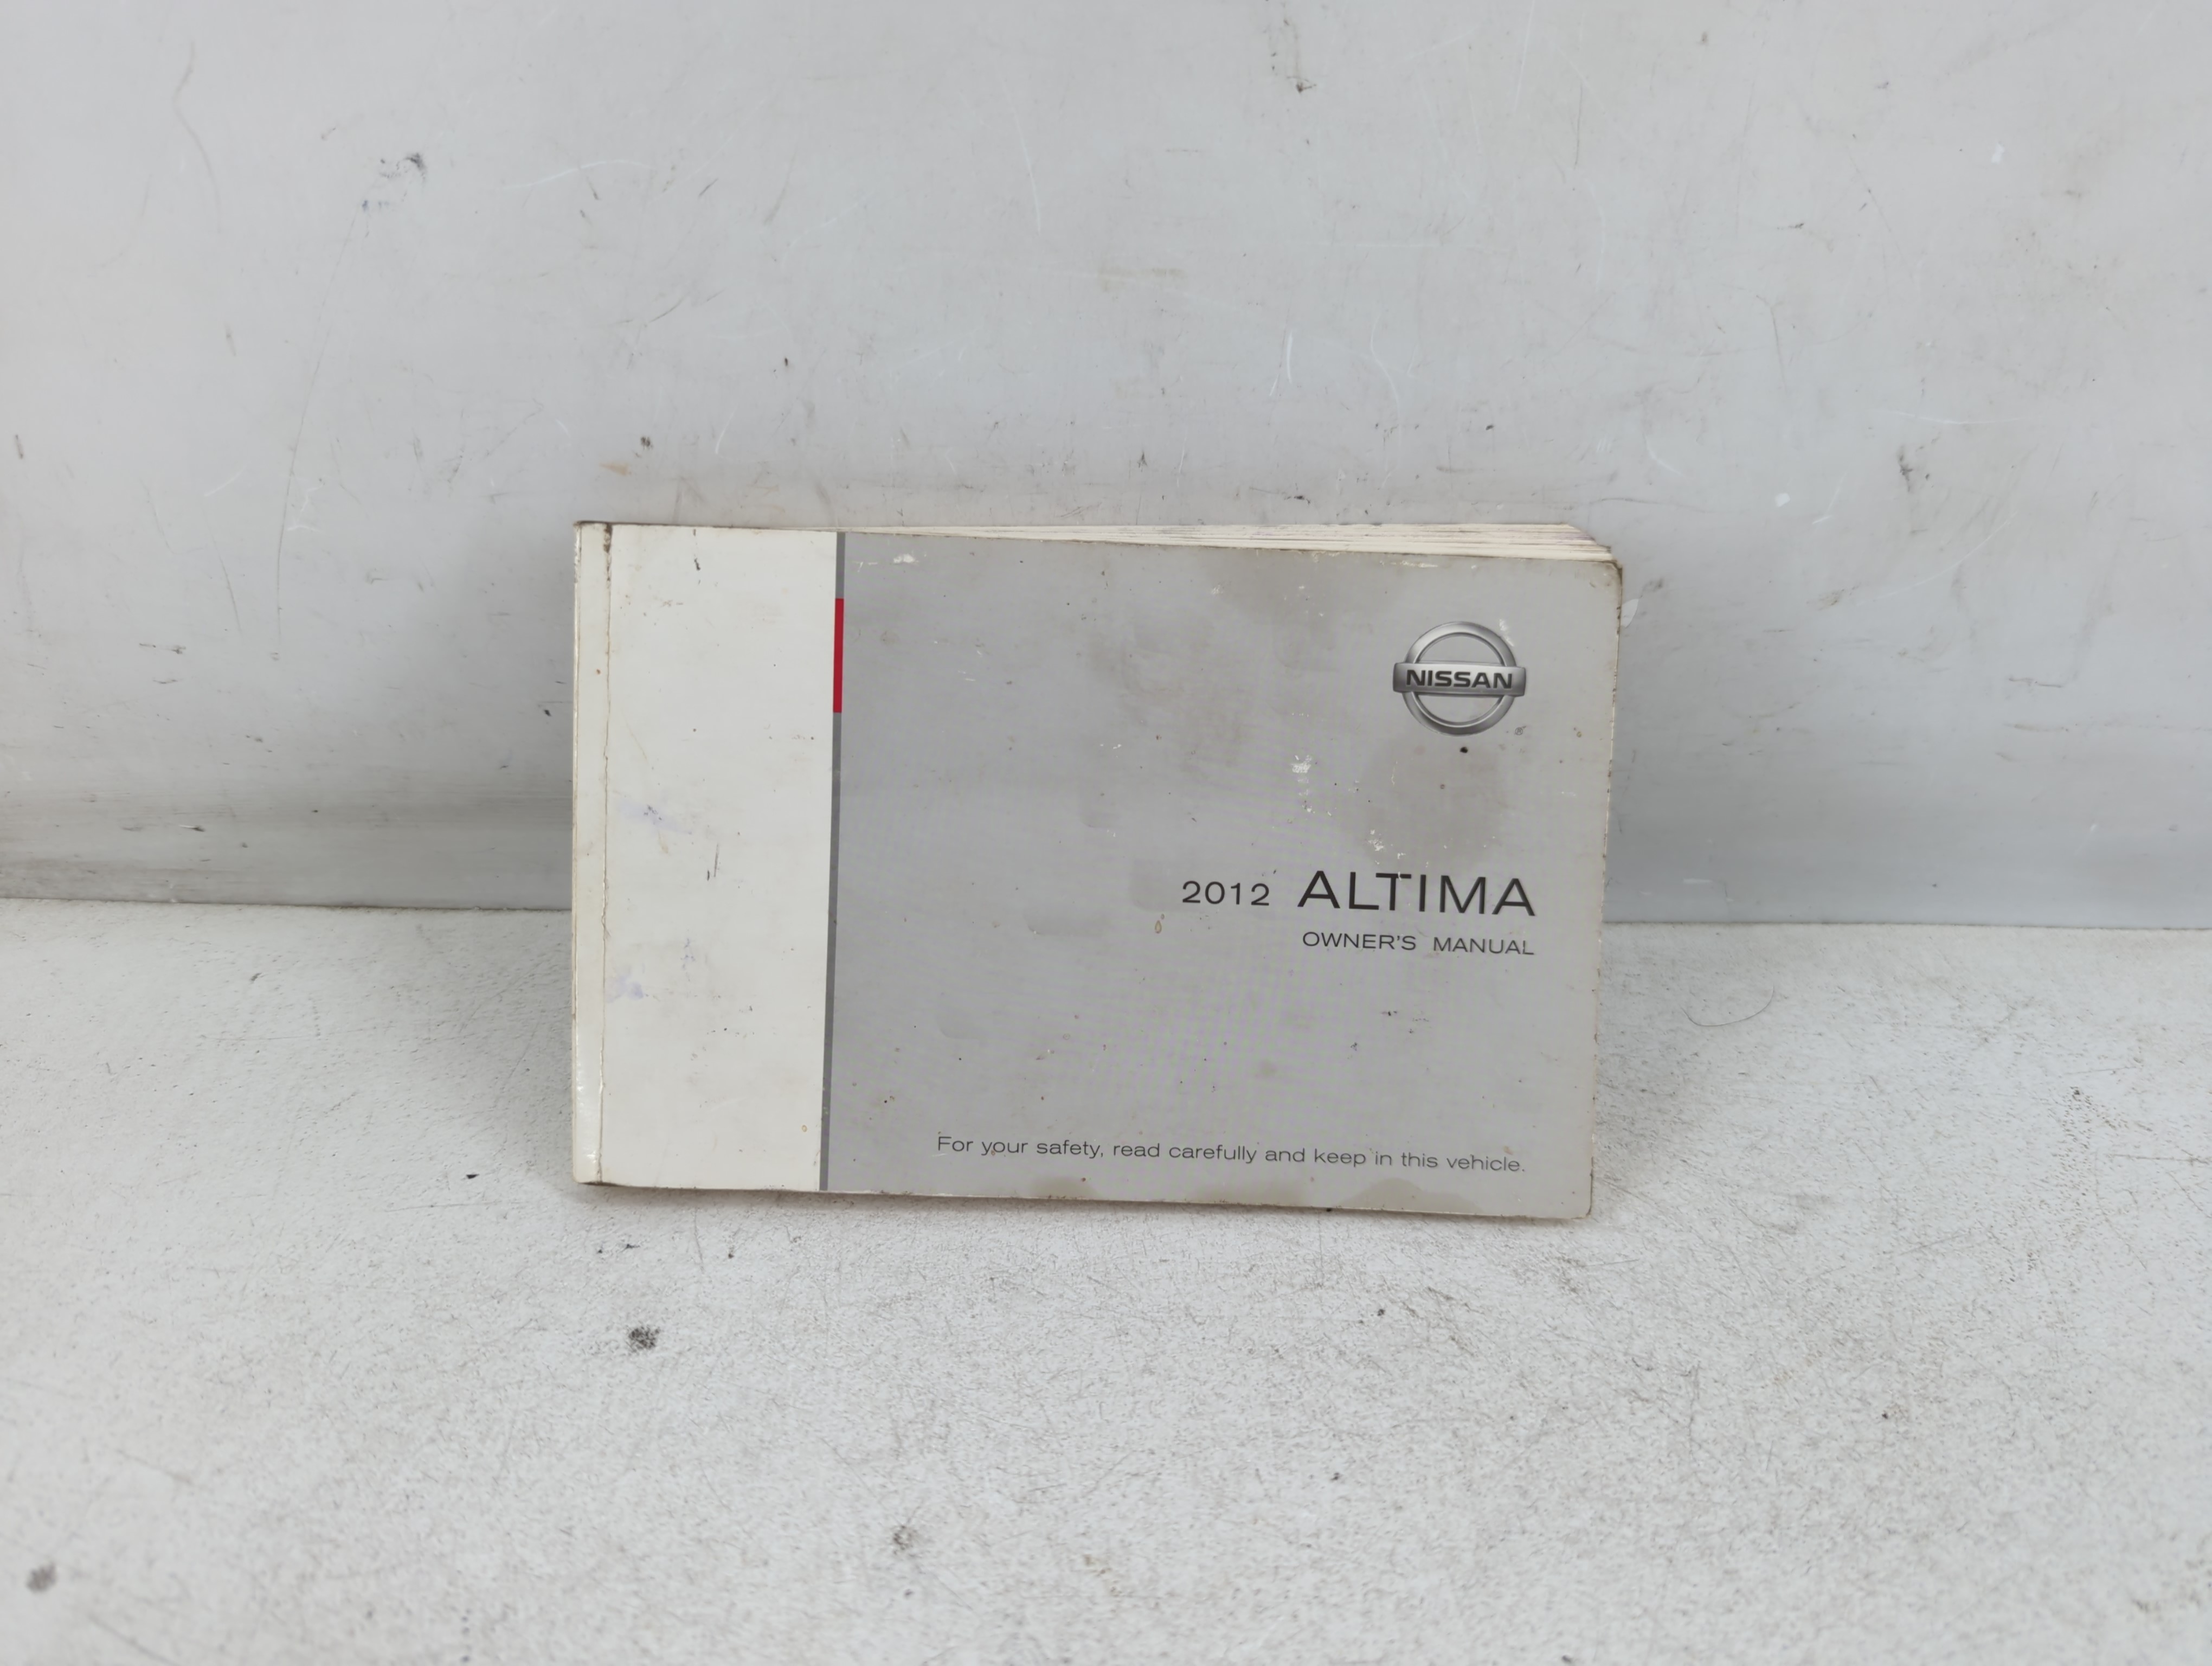 NISSAN
2012 ALTIMA
OWNER'S MANUAL
For your safety, read carefully and keep in this vehicle.